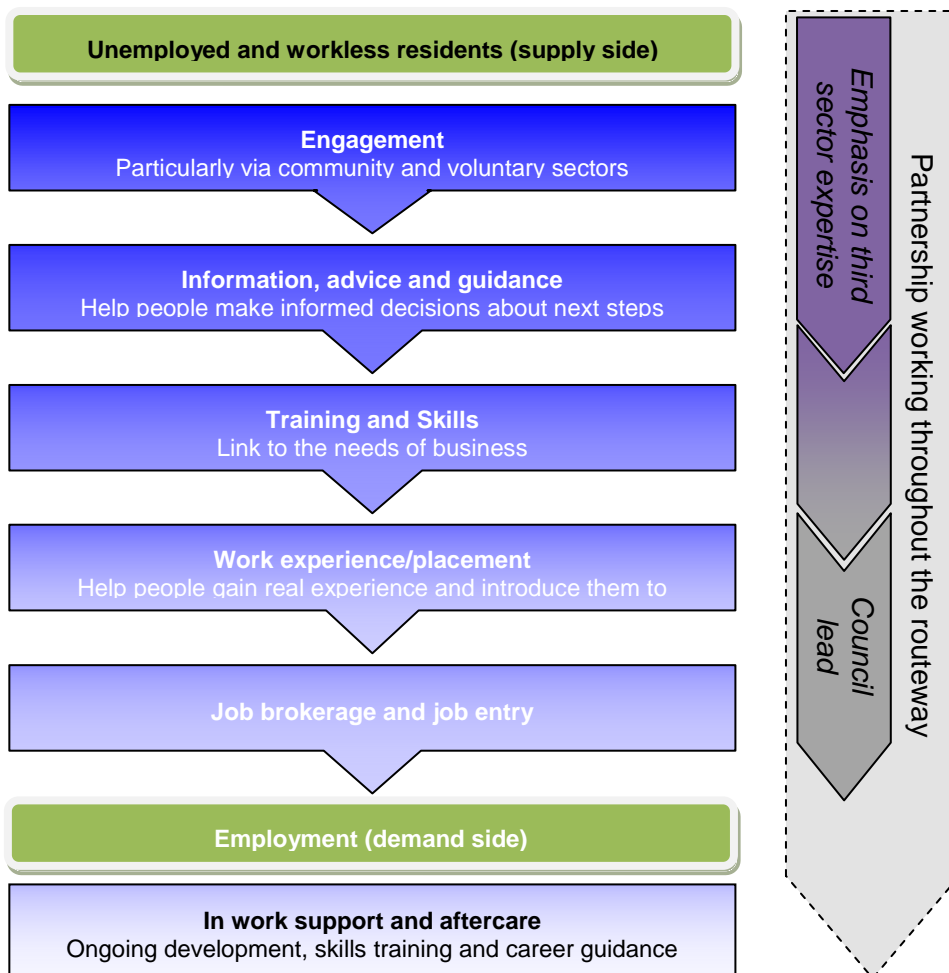 Unemployed and workless residents (supply side)
Engagement
Particularly via community and voluntary sectors
Information, advice and guidance
Help people make informed decisions about next steps
Training and Skills
Link to the needs of business
Work experience/placement
Help people gain real experience and introduce them to
Job brokerage and job entry
Employment (demand side)
In work support and aftercare
Ongoing development, skills training and career guidance
Emphasis on third
sector expertise
Council
lead
Partnership working throughout the routeway